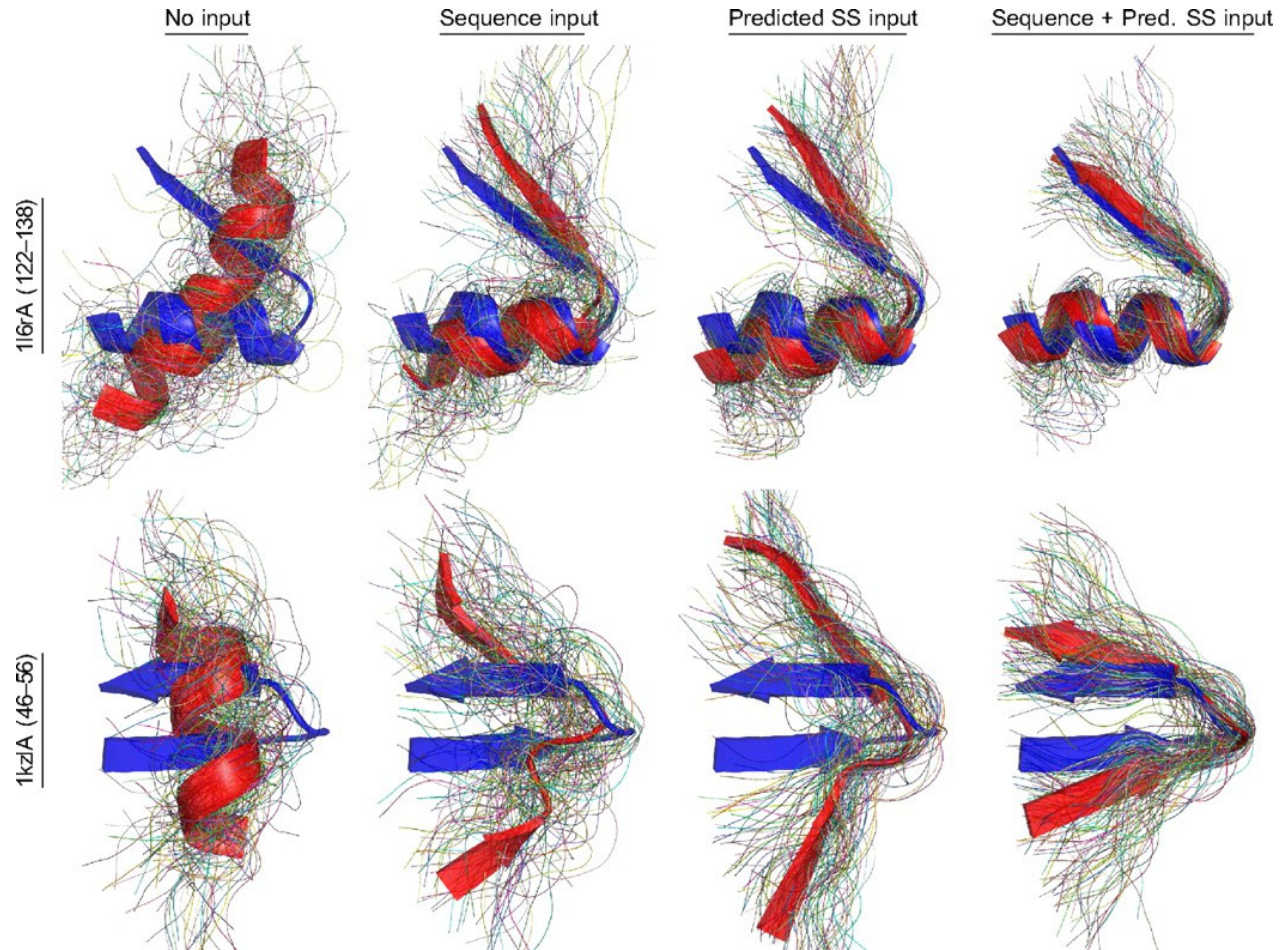 No input
Sequence input
Predicted SS input
Sequence + Pred. SS input
1l6rA (122–138)
1kzlA (46–56)